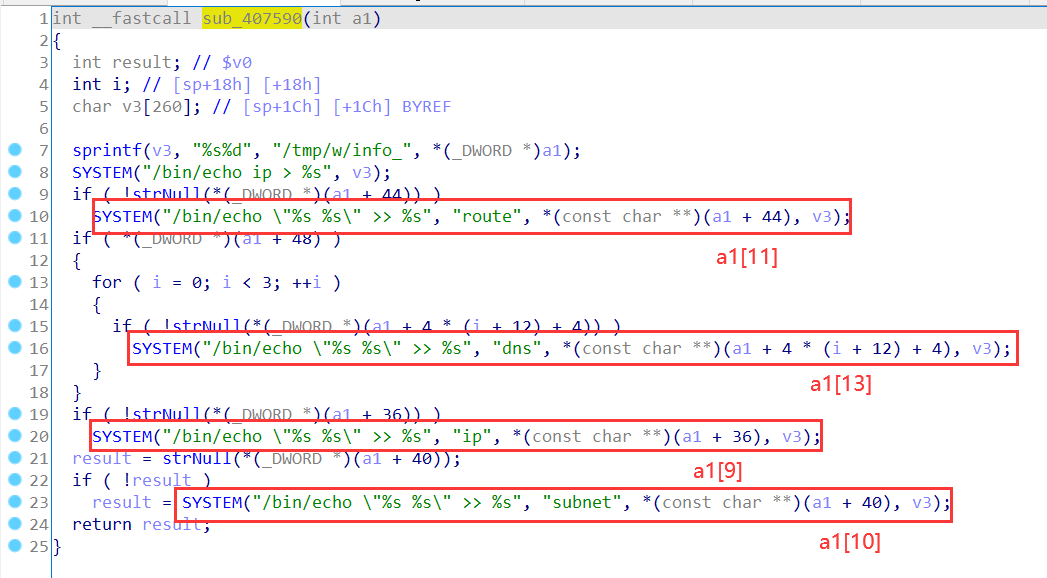 1 int __fastcall sub_407590(int a1)
2 {
3 int result; // $v0
4 int i; // [sp+18h] [+18h]
5 char v3[260]; // [sp+1Ch] [+1Ch] BYREF
6
7 sprintf(v3, "%s%d", "/tmp/w/info_", *(_DWORD *)a1);
8 SYSTEM("/bin/echo ip > %s", v3);
9 if ( !strNull(*(_DWORD *)(a1 + 44)) )
10 SYSTEM("/bin/echo \"%s %s\" >> %s", "route", *(const char **)(a1 + 44), v3);
a1[11]
11 if ( *(_DWORD *)(a1 + 48) )
12 {
13 for ( i = 0; i < 3; ++i )
14 {
15 if ( !strNull(*(_DWORD *)(a1 + 4 * (i + 12) + 4)) )
16 SYSTEM("/bin/echo \"%s %s\" >> %s", "dns", *(const char **)(a1 + 4 * (i + 12) + 4), v3);
a1[13]
17 }
18 }
19 if ( !strNull(*(_DWORD *)(a1 + 36)) )
20 SYSTEM("/bin/echo \"%s %s\" >> %s", "ip", *(const char **)(a1 + 36), v3);
a1[9]
21 result = strNull(*(_DWORD *)(a1 + 40));
22 if ( !result )
23 result = SYSTEM("/bin/echo \"%s %s\" >> %s", "subnet", *(const char **)(a1 + 40), v3);
a1[10]
24 return result;
25 }